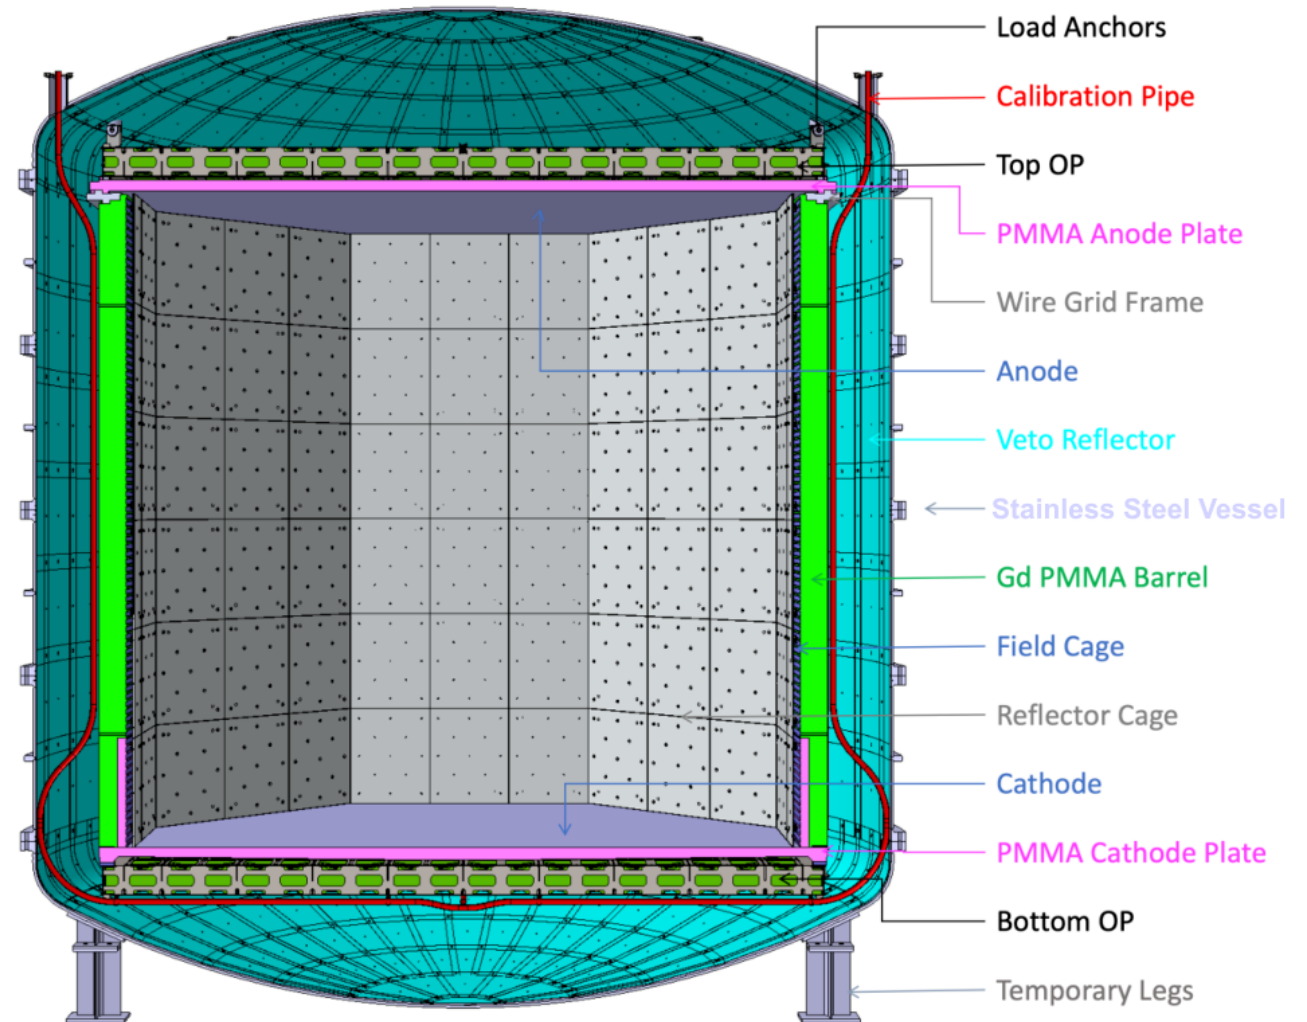 Load Anchors
Calibration Pipe
Top OP
PMMA Anode Plate
Wire Grid Frame
Anode
Veto Reflector
Stainless Steel Vessel
Gd PMMA Barrel
Field Cage
Reflector Cage
Cathode
PMMA Cathode Plate
Bottom OP
Temporary Legs